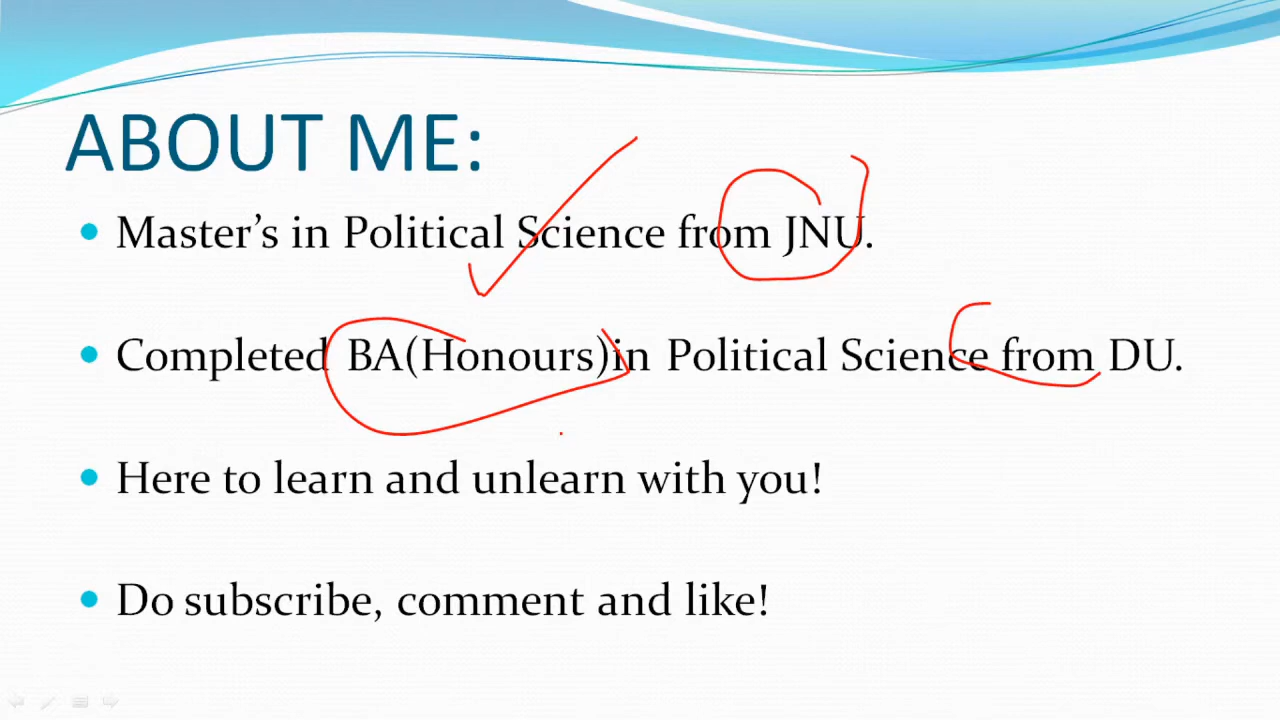 ABOUT ME:
Master’s in Political Science from JNU.
Completed BA(Honours)in Political Science from DU.
Here to learn and unlearn with you!
Do subscribe, comment and like!